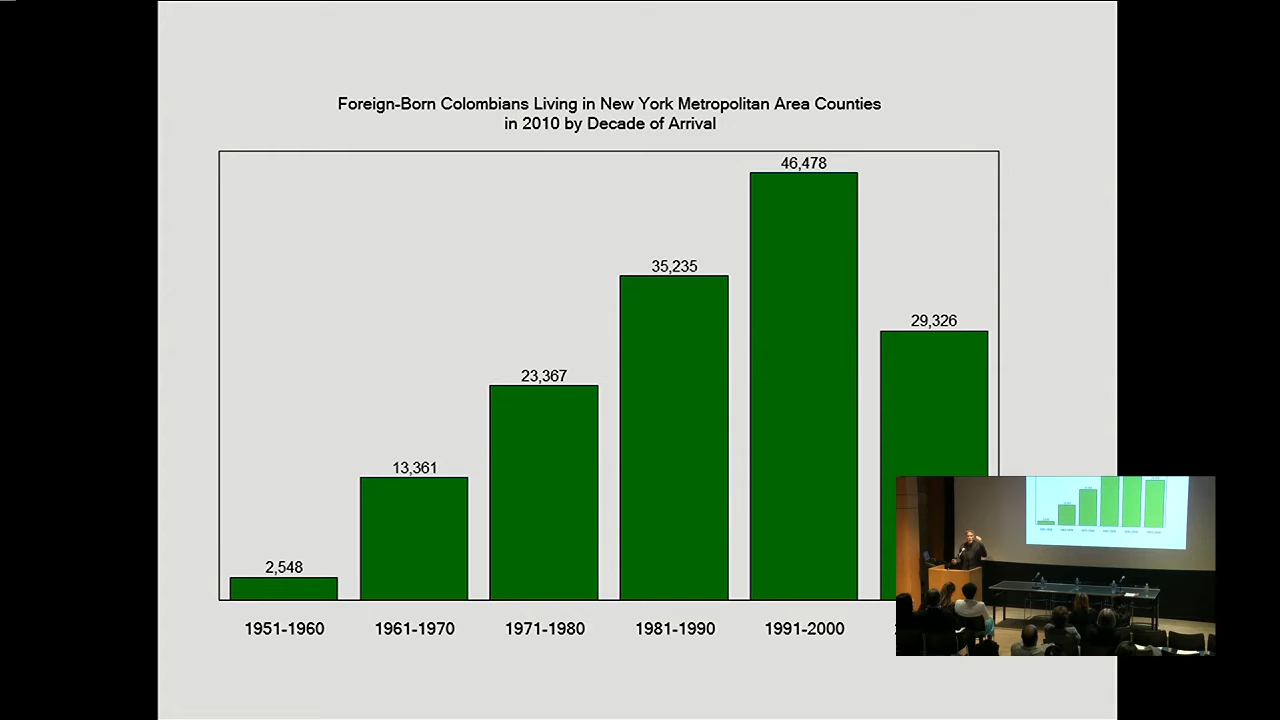 Foreign-Born Colombians Living in New York Metropolitan Area Counties
in 2010 by Decade of Arrival
46,478
35,235
29,326
23,367
13,361
2,548
1951-1960 1961-1970 1971-1980 1981-1990 1991-2000